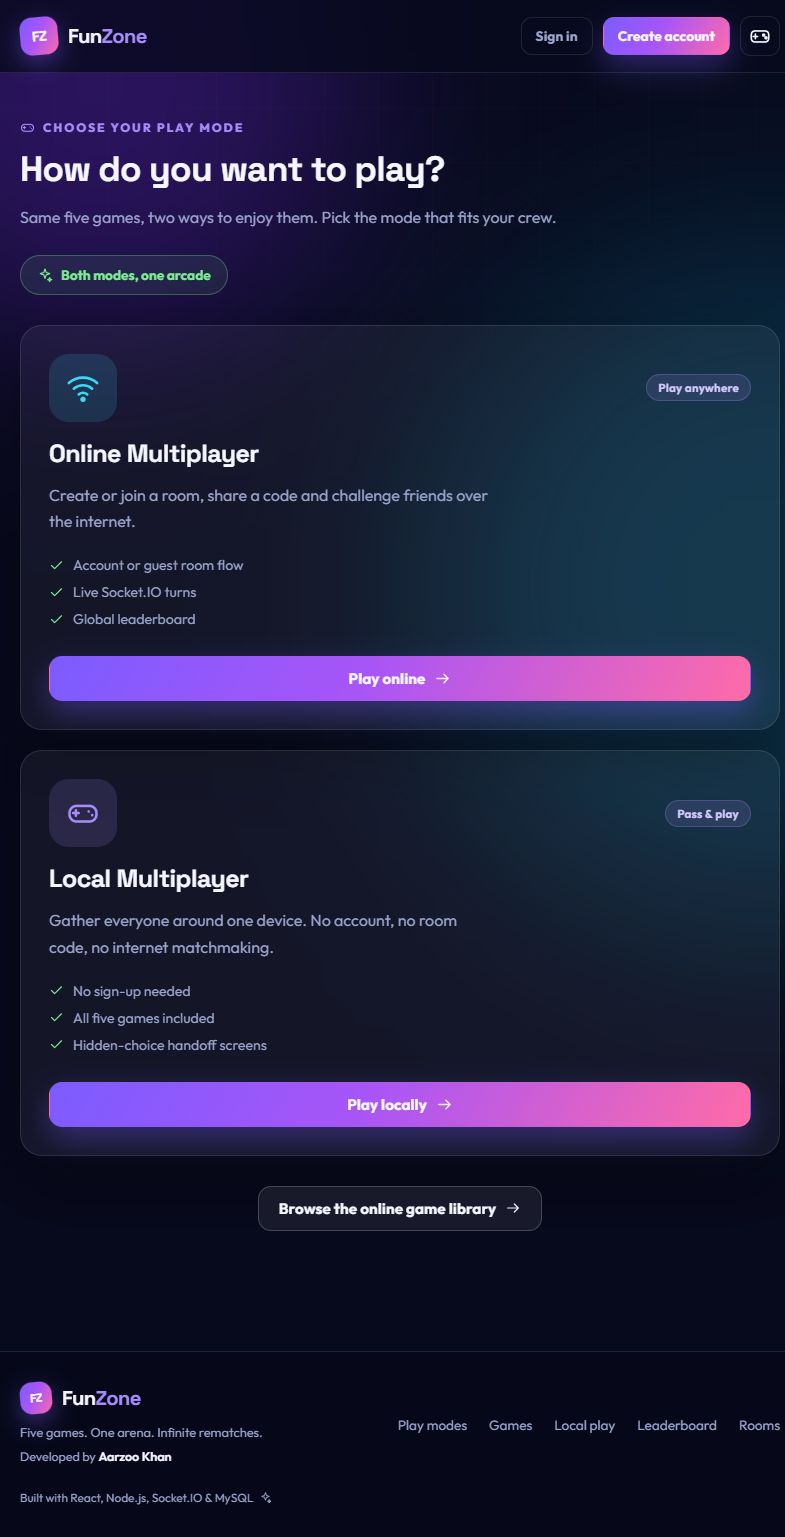 FZ FunZone
Sign in
Create account
CHOOSE YOUR PLAY MODE
How do you want to play?
Same five games, two ways to enjoy them. Pick the mode that fits your crew.
Both modes, one arcade
Play anywhere
Online Multiplayer
Create or join a room, share a code and challenge friends over
the internet.
Account or guest room flow
Live Socket.IO turns
Global leaderboard
Play online →
Pass & play
Local Multiplayer
Gather everyone around one device. No account, no room
code, no internet matchmaking.
No sign-up needed
All five games included
Hidden-choice handoff screens
Play locally →
Browse the online game library →
FZ FunZone
Five games. One arena. Infinite rematches.
Developed by Aarzoo Khan
Play modes Games Local play Leaderboard Rooms
Built with React, Node.js, Socket.IO & MySQL